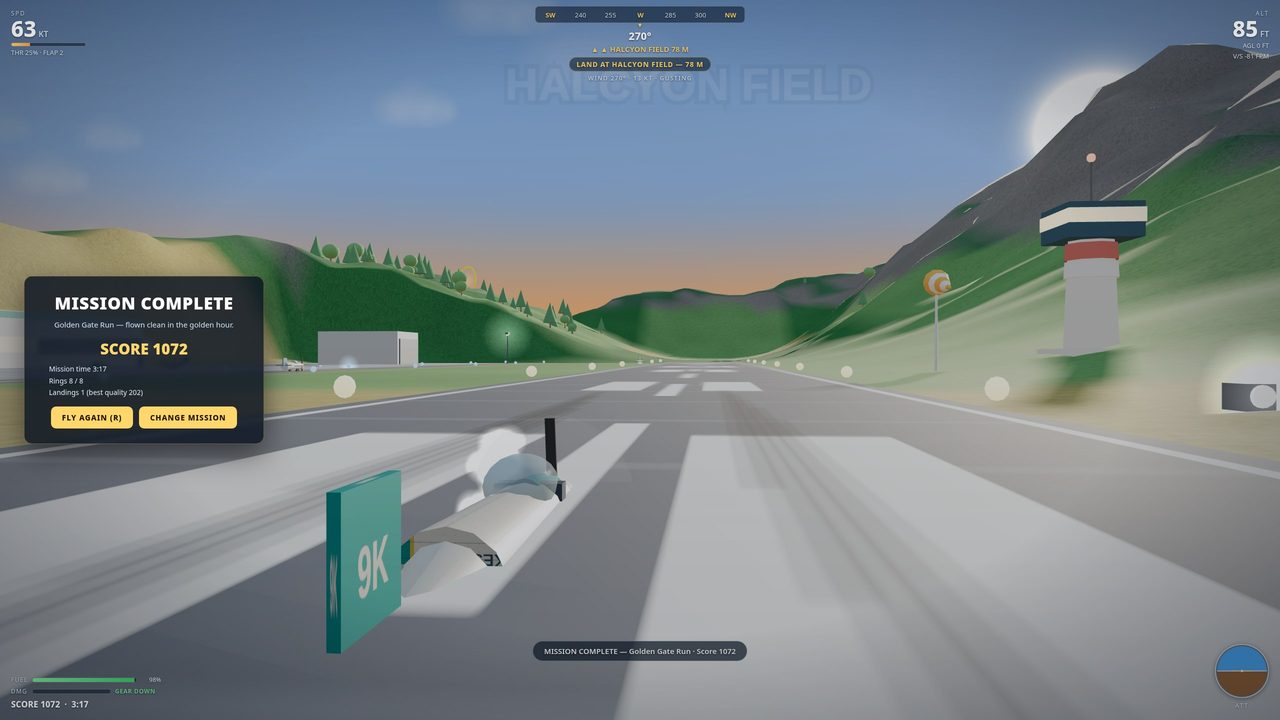 SPD
63 KT
THR 25% · FLAP 2
SW 240 255 W 285 300 NW
270°
▲ ▲ HALCYON FIELD 78 M
LAND AT HALCYON FIELD — 78 M
WIND 270° · 13 KT · GUSTING
HALCYON FIELD
ALT
85 FT
AGL 0 FT
V/S -81 FPM
MISSION COMPLETE
Golden Gate Run — flown clean in the golden hour.
SCORE 1072
Mission time 3:17
Rings 8 / 8
Landings 1 (best quality 202)
FLY AGAIN (R) CHANGE MISSION
9K
MISSION COMPLETE — Golden Gate Run · Score 1072
FUEL 98%
DMG GEAR DOWN
SCORE 1072 · 3:17
ATT